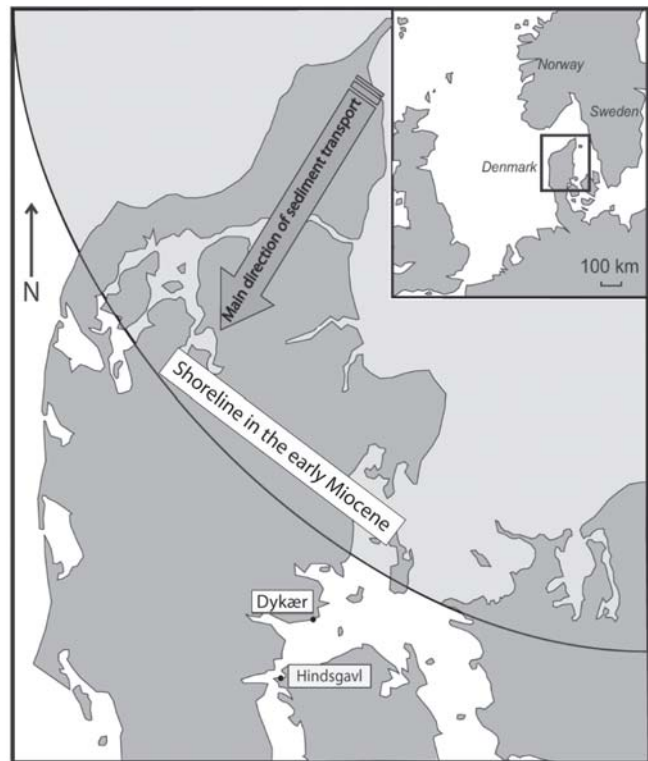 Norway
Sweden
Denmark
100 km
Main direction of sediment transport
N
Shoreline in the early Miocene
Dykær
Hindsgavl